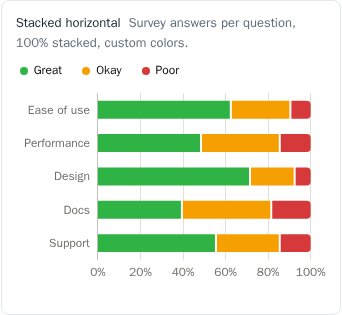 Stacked horizontal Survey answers per question,
100% stacked, custom colors.
Great Okay Poor
Ease of use
Performance
Design
Docs
Support
0% 20% 40% 60% 80% 100%